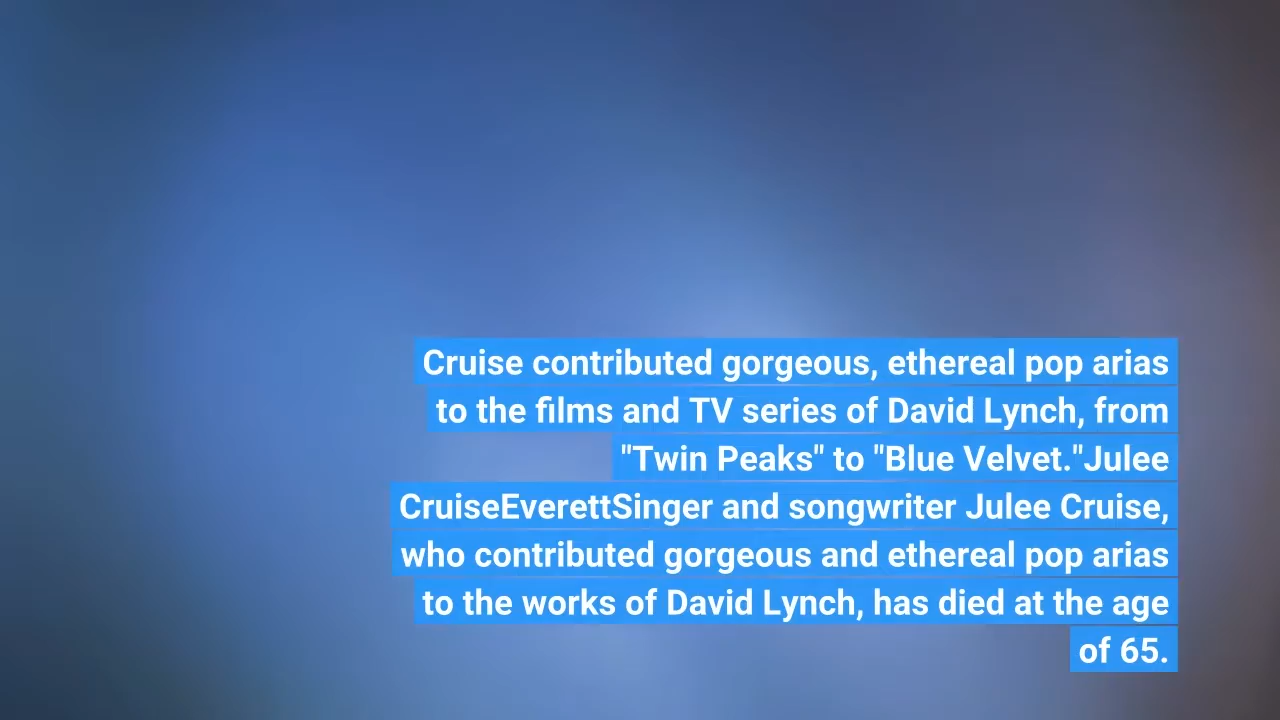 Cruise contributed gorgeous, ethereal pop arias
to the films and TV series of David Lynch, from
"Twin Peaks" to "Blue Velvet."Julee
CruiseEverettSinger and songwriter Julee Cruise,
who contributed gorgeous and ethereal pop arias
to the works of David Lynch, has died at the age
of 65.